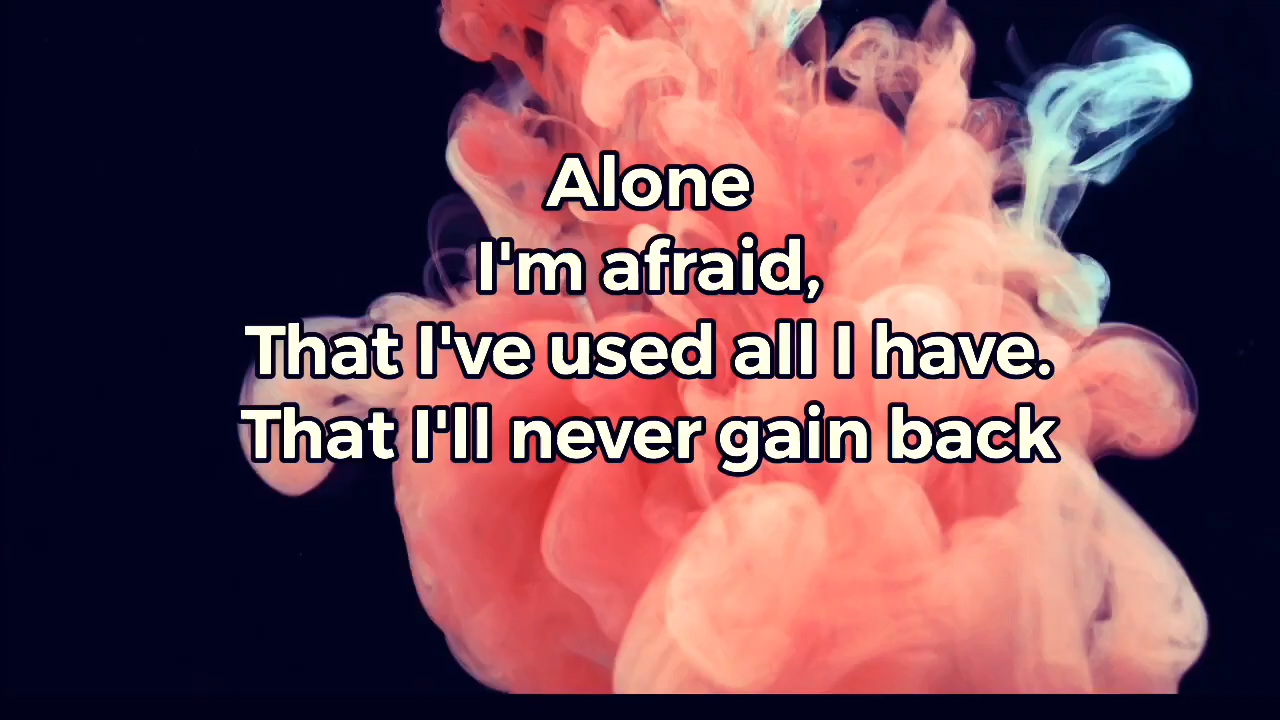 Alone
I'm afraid,
That I've used all I have.
That I'll never gain back